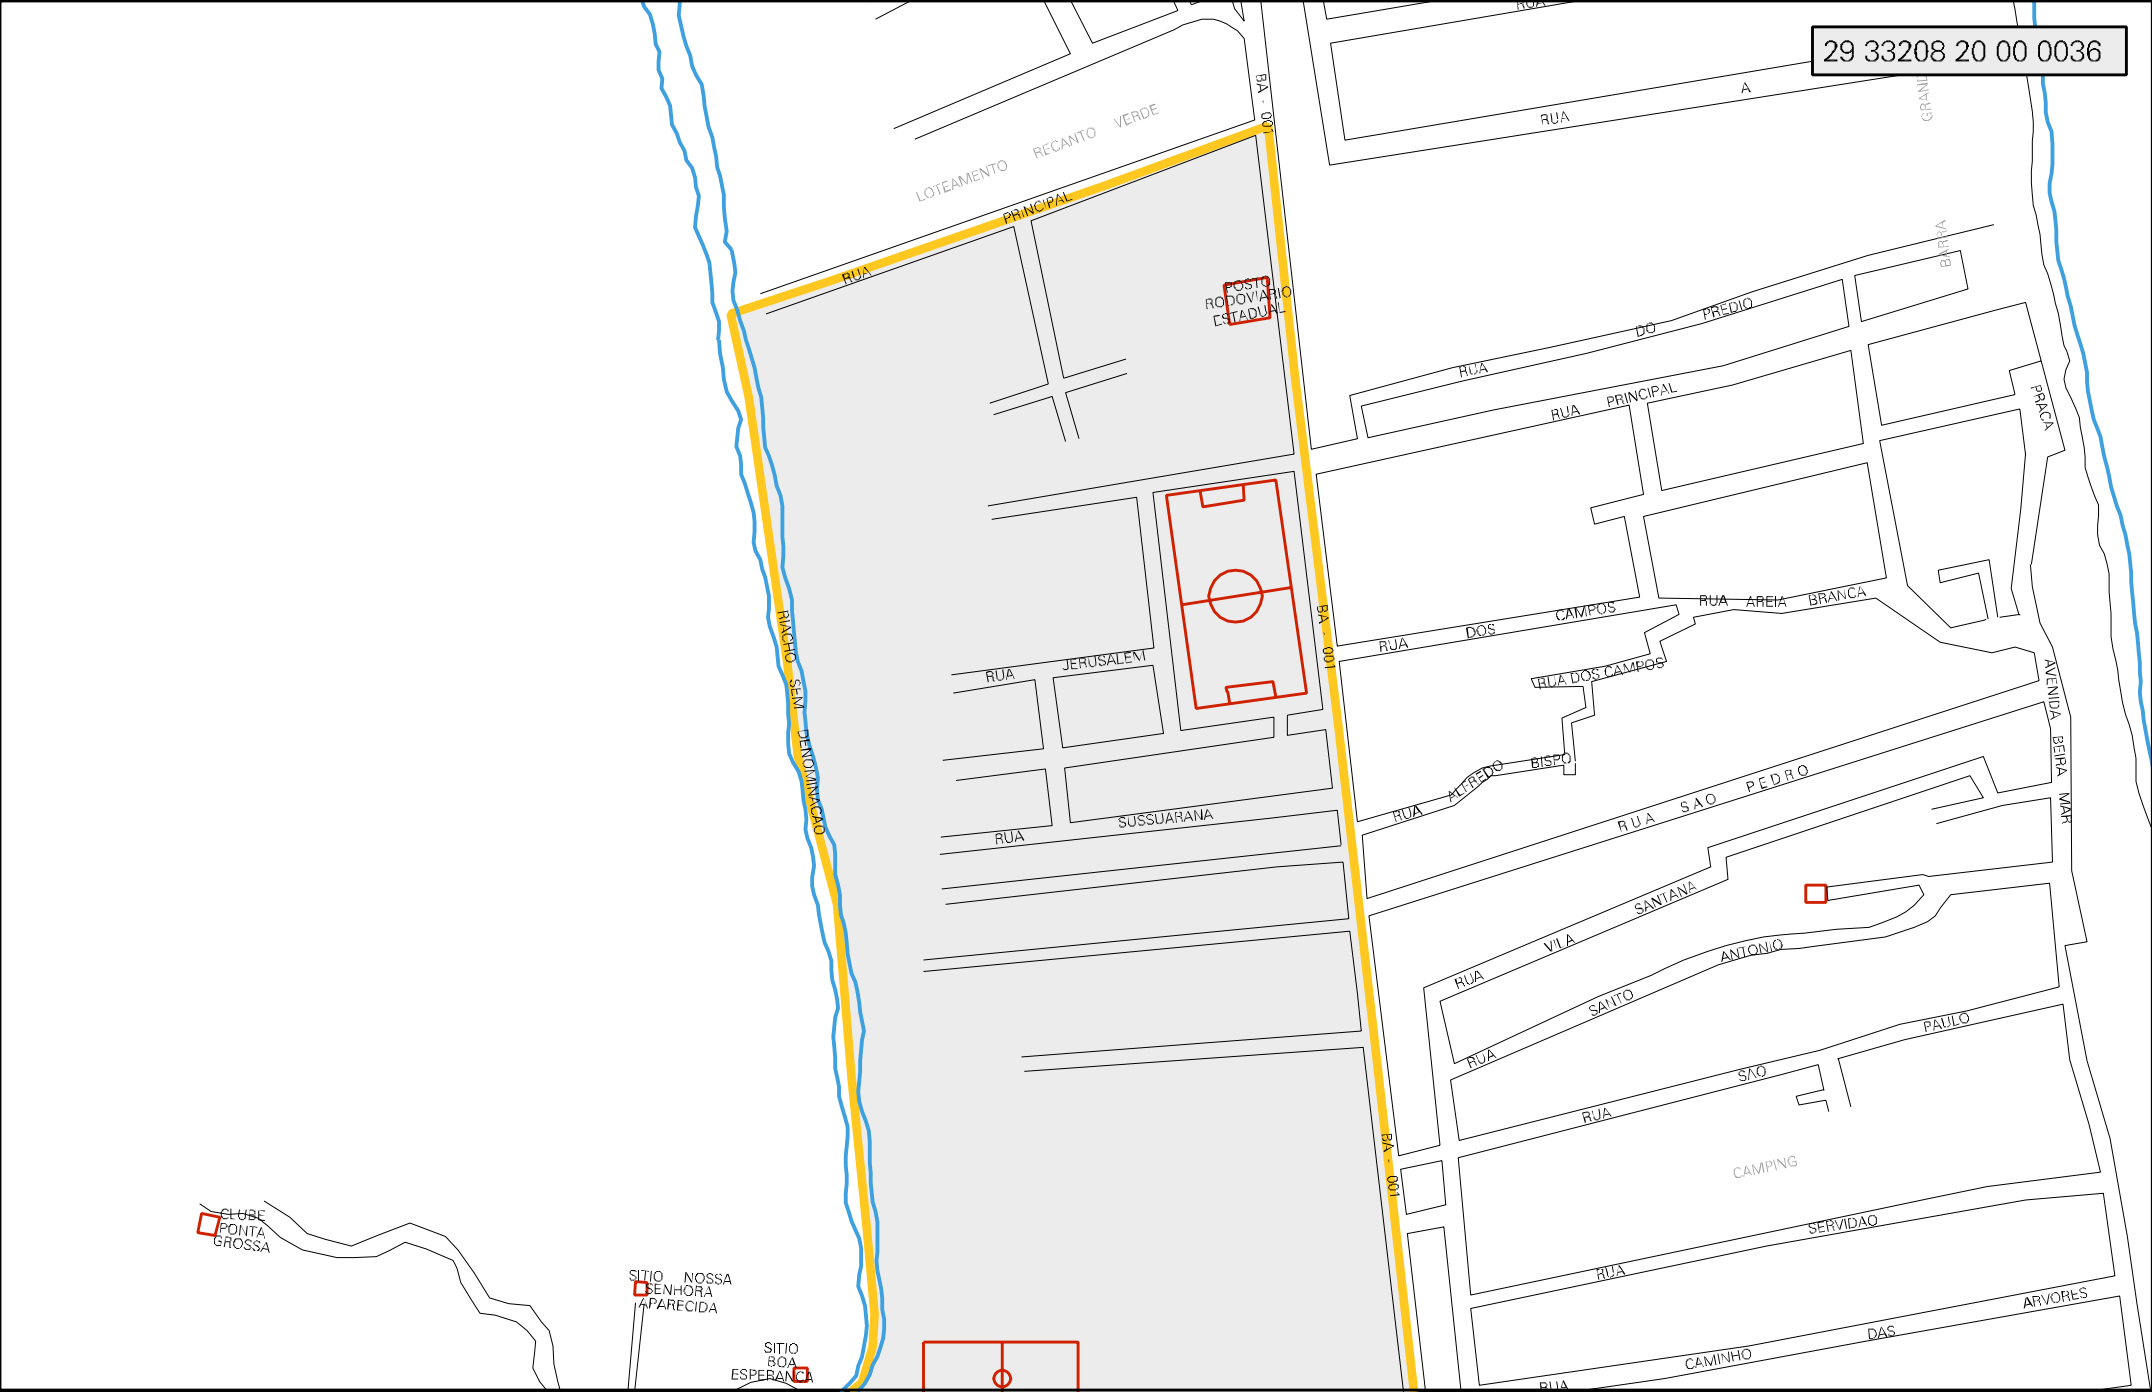 RUA
29 33208 20 00 0036
BA - 001
RUA A
GRANDE
LOTEAMENTO RECANTO VERDE
RUA PRINCIPAL
BARRA
POSTO
RODOVIARIO
ESTADUAL
RUA DO PREDIO
RUA PRINCIPAL
PRACA
RUA AREIA BRANCA
RUA DOS CAMPOS
BA - 001
RIACHO SEM DENOMINACAO
RUA JERUSALEM
RUA DOS CAMPOS
AVENIDA BEIRA MAR
RUA ALFREDO BISPO
RUA SAO PEDRO
RUA SUSSUARANA
RUA VILA SANTANA
RUA SANTO ANTONIO
RUA SAO PAULO
BA - 001
CAMPING
CLUBE
PONTA
GROSSA
RUA SERVIDAO
SITIO NOSSA
SENHORA
APARECIDA
SITIO
BOA
ESPERANCA
CAMINHO DAS ARVORES
RUA